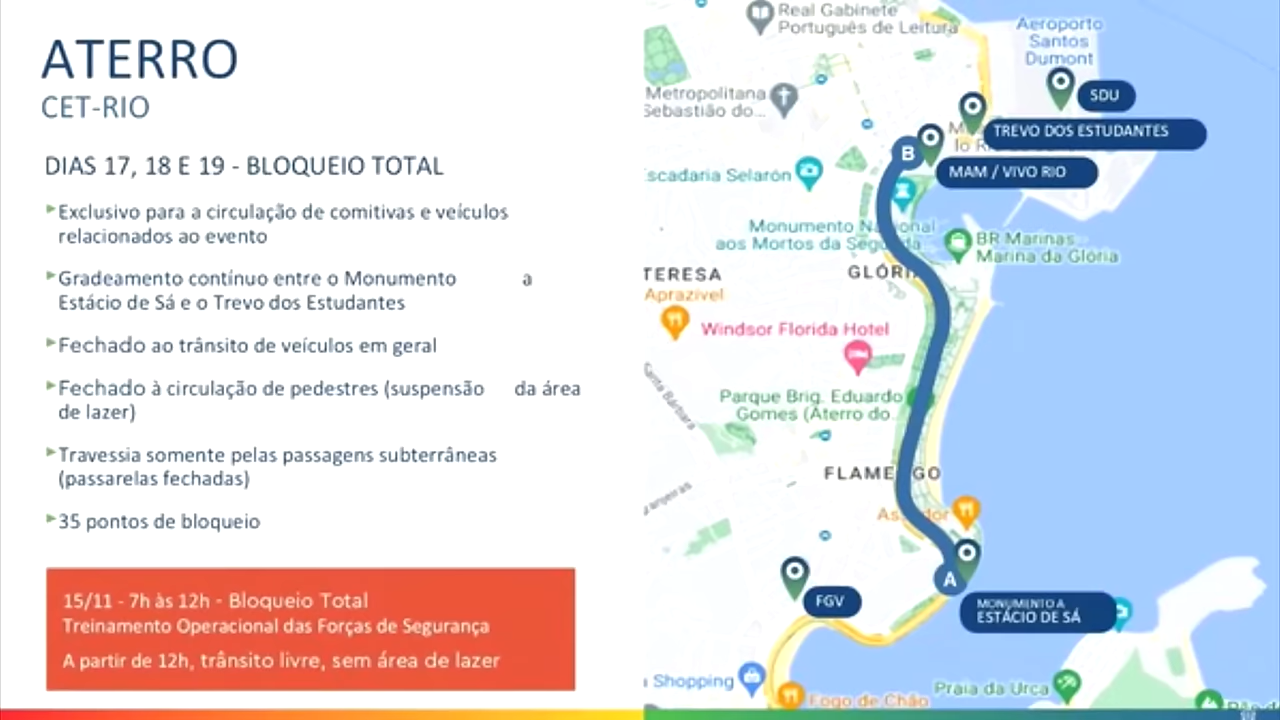 ATERRO
CET-RIO
DIAS 17, 18 E 19 - BLOQUEIO TOTAL
Exclusivo para a circulação de comitivas e veículos
relacionados ao evento
Gradeamento contínuo entre o Monumento a
Estácio de Sá e o Trevo dos Estudantes
Fechado ao trânsito de veículos em geral
Fechado à circulação de pedestres (suspensão da área
de lazer)
Travessia somente pelas passagens subterrâneas
(passarelas fechadas)
35 pontos de bloqueio
15/11 - 7h às 12h - Bloqueio Total
Treinamento Operacional das Forças de Segurança
A partir de 12h, trânsito livre, sem área de lazer
Real Gabinete
Português de Leitura
Aeroporto
Santos
Dumont
Metropolitana
Sebastião do...
SDU
TREVO DOS ESTUDANTES
B
MAM / VIVO RIO
Escadaria Selarón
Monumento Nacional
aos Mortos da Segunda...
BR Marinas
Marina da Glória
TERESA
GLÓRIA
Aprazível
Windsor Florida Hotel
Santa Bárbara
Parque Brig. Eduardo
Gomes (Aterro do...
FLAMENGO
Assador
A
FGV
MONUMENTO A
ESTÁCIO DE SÁ
Shopping
Fogo de Chão
Praia da Urca